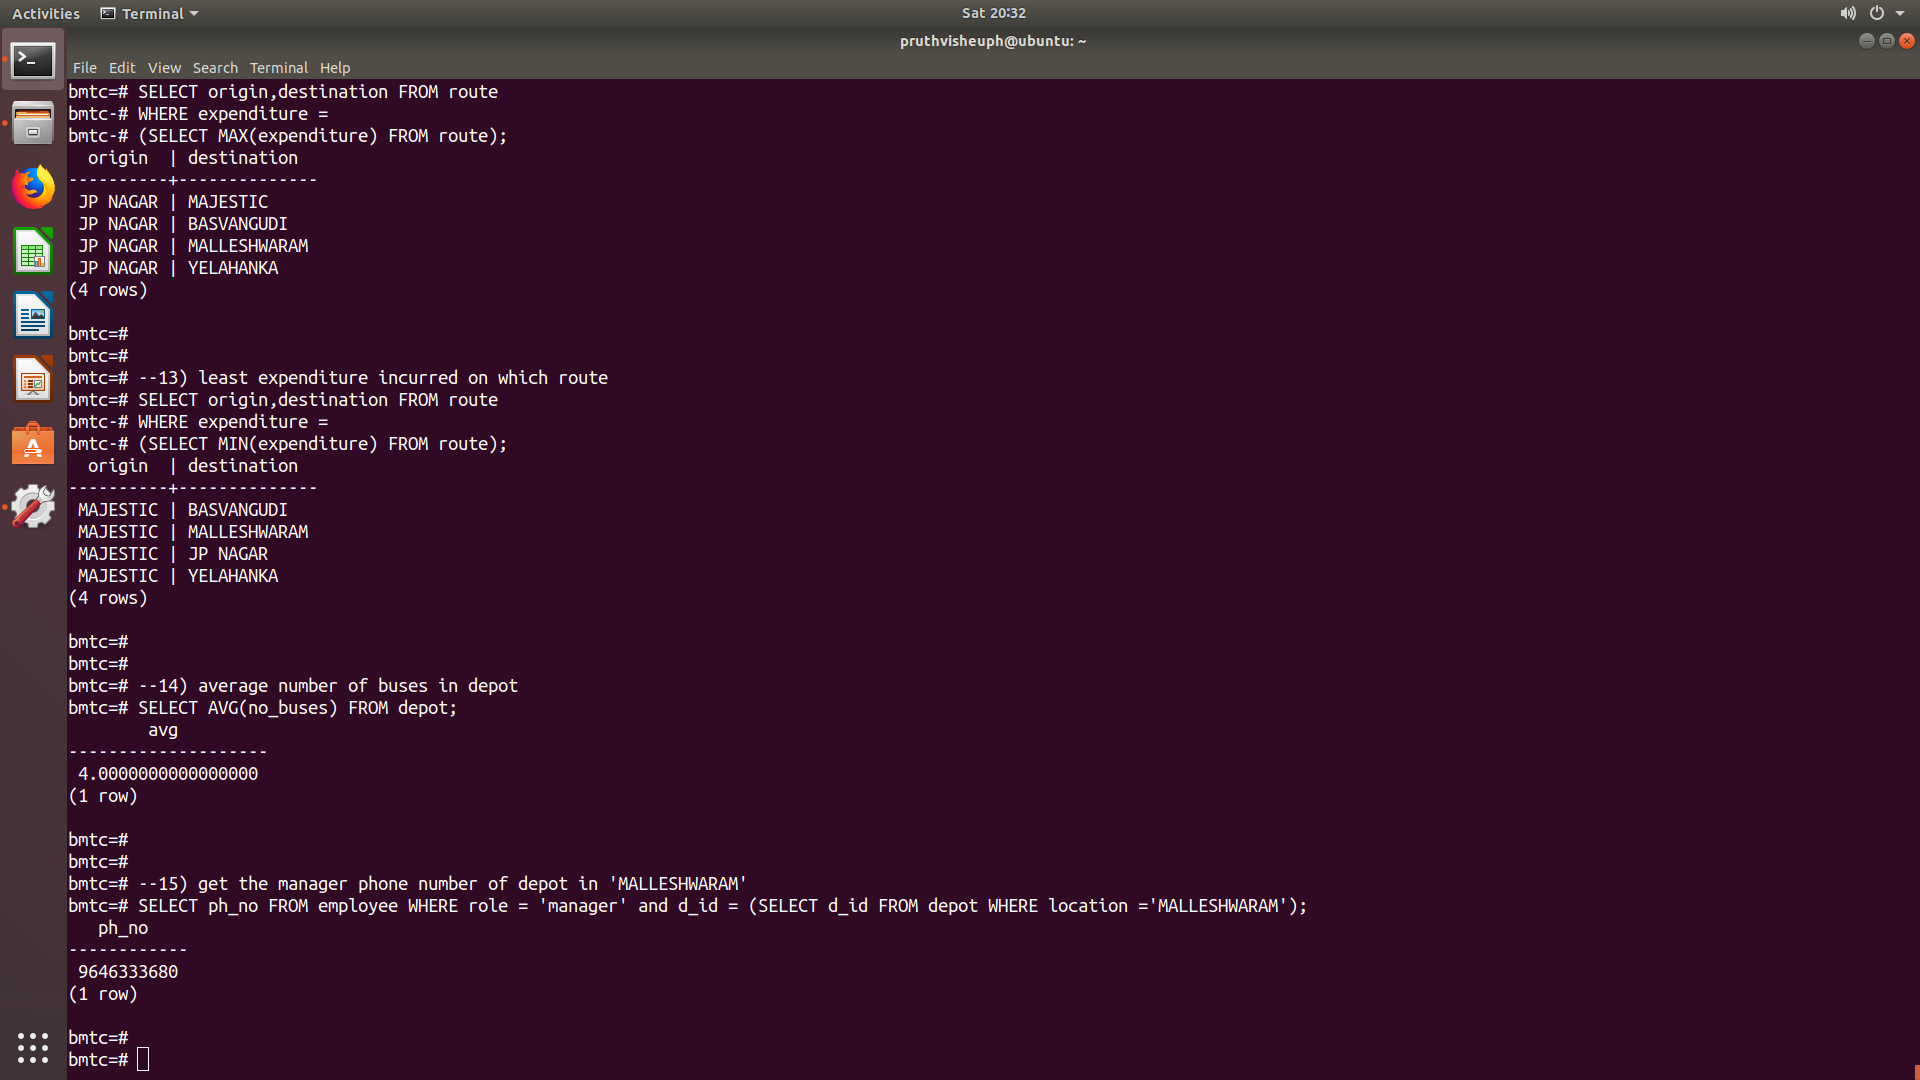 Activities Terminal Sat 20:32
pruthvisheuph@ubuntu: ~
File Edit View Search Terminal Help
bmtc=# SELECT origin,destination FROM route
bmtc-# WHERE expenditure =
bmtc-# (SELECT MAX(expenditure) FROM route);
  origin  | destination
----------+--------------
 JP NAGAR | MAJESTIC
 JP NAGAR | BASVANGUDI
 JP NAGAR | MALLESHWARAM
 JP NAGAR | YELAHANKA
(4 rows)

bmtc=#
bmtc=#
bmtc=# --13) least expenditure incurred on which route
bmtc=# SELECT origin,destination FROM route
bmtc-# WHERE expenditure =
bmtc-# (SELECT MIN(expenditure) FROM route);
  origin  | destination
----------+--------------
 MAJESTIC | BASVANGUDI
 MAJESTIC | MALLESHWARAM
 MAJESTIC | JP NAGAR
 MAJESTIC | YELAHANKA
(4 rows)

bmtc=#
bmtc=#
bmtc=# --14) average number of buses in depot
bmtc=# SELECT AVG(no_buses) FROM depot;
        avg
--------------------
 4.0000000000000000
(1 row)

bmtc=#
bmtc=#
bmtc=# --15) get the manager phone number of depot in 'MALLESHWARAM'
bmtc=# SELECT ph_no FROM employee WHERE role = 'manager' and d_id = (SELECT d_id FROM depot WHERE location ='MALLESHWARAM');
   ph_no
------------
 9646333680
(1 row)

bmtc=#
bmtc=#